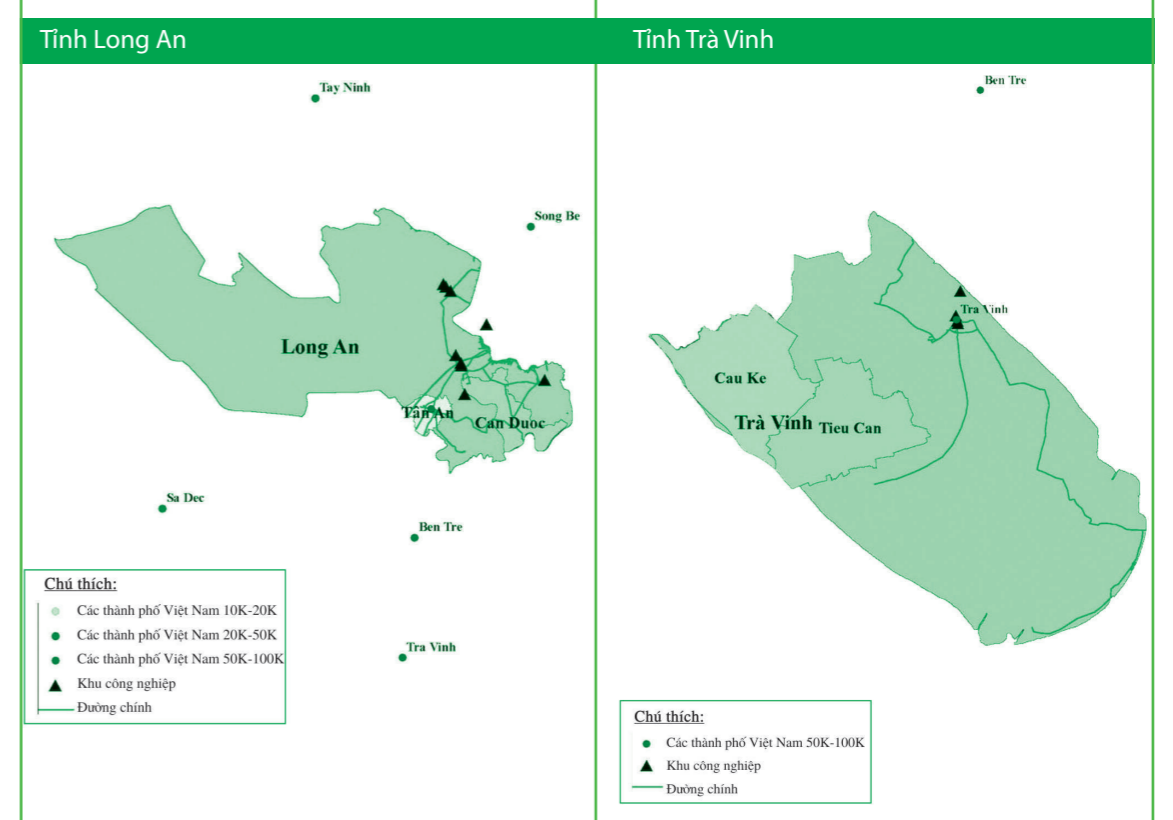 Tỉnh Long An
Tay Ninh
Song Be
Long An
Tân An
Can Duoc
Sa Dec
Ben Tre
Tra Vinh
Chú thích:
Các thành phố Việt Nam 10K-20K
Các thành phố Việt Nam 20K-50K
Các thành phố Việt Nam 50K-100K
Khu công nghiệp
Đường chính
Tỉnh Trà Vinh
Ben Tre
Tra Vinh
Cau Ke
Trà Vinh
Tieu Can
Chú thích:
Các thành phố Việt Nam 50K-100K
Khu công nghiệp
Đường chính